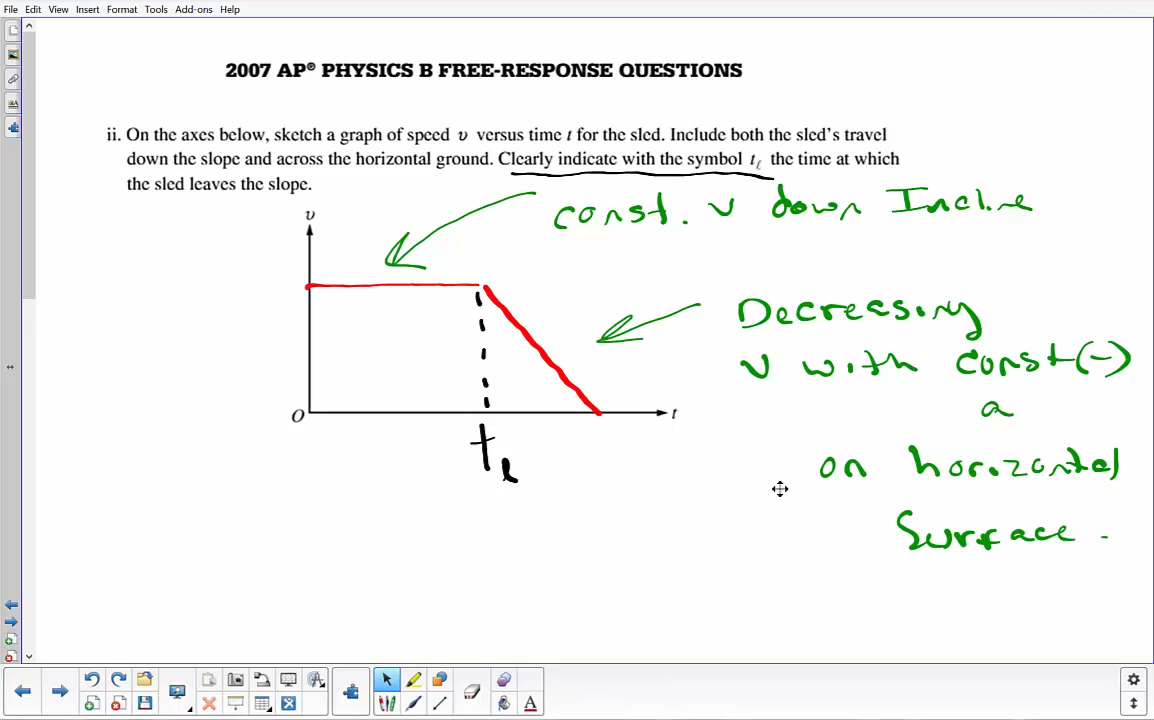 File Edit View Insert Format Tools Add-ons Help
2007 AP® PHYSICS B FREE-RESPONSE QUESTIONS
ii. On the axes below, sketch a graph of speed υ versus time t for the sled. Include both the sled's travel
down the slope and across the horizontal ground. Clearly indicate with the symbol tℓ the time at which
the sled leaves the slope.
const. v down Incline
υ
Decreasing
v with const (-)
a
O
t
tℓ
on horizontal
Surface.